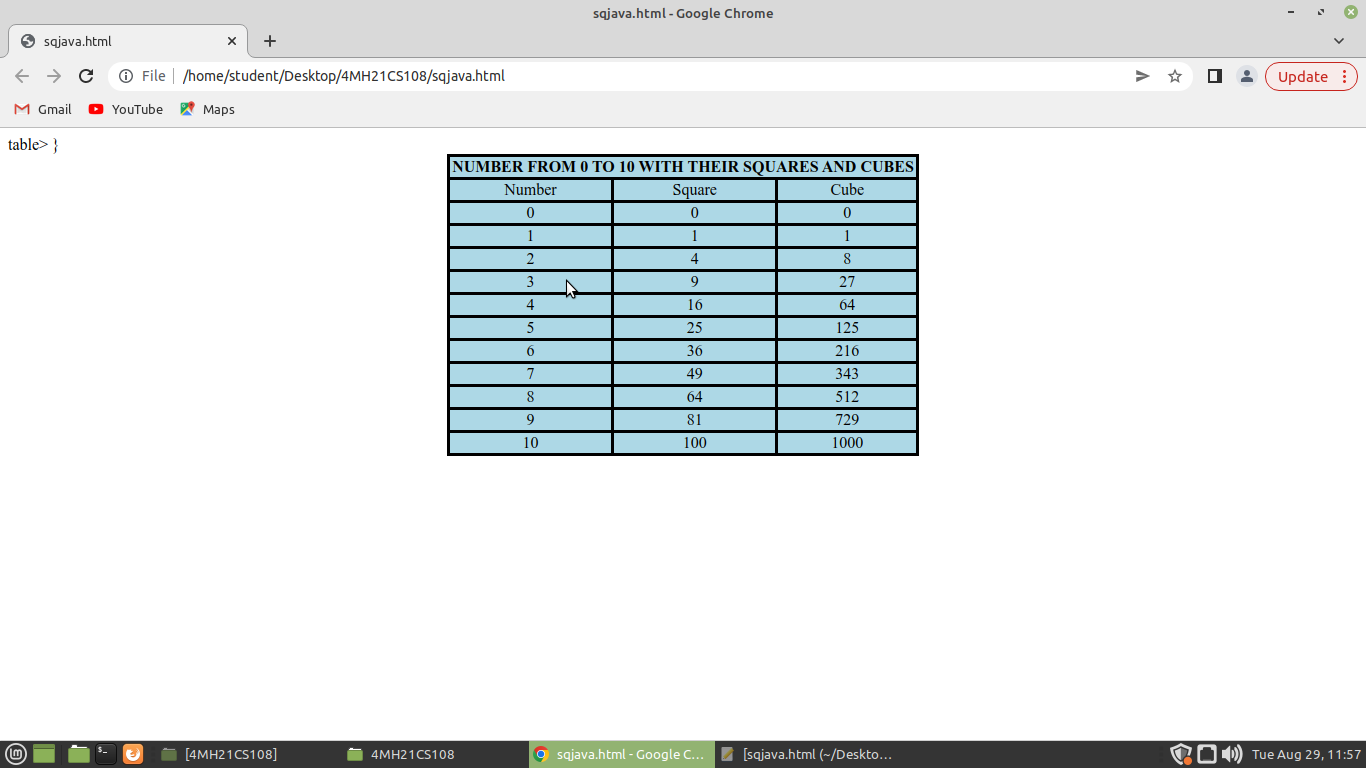 sqjava.html - Google Chrome
sqjava.html
File /home/student/Desktop/4MH21CS108/sqjava.html Update
Gmail YouTube Maps
table> }
NUMBER FROM 0 TO 10 WITH THEIR SQUARES AND CUBES
Number Square Cube
0 0 0
1 1 1
2 4 8
3 9 27
4 16 64
5 25 125
6 36 216
7 49 343
8 64 512
9 81 729
10 100 1000
[4MH21CS108] 4MH21CS108 sqjava.html - Google C... [sqjava.html (~/Deskto... Tue Aug 29, 11:57